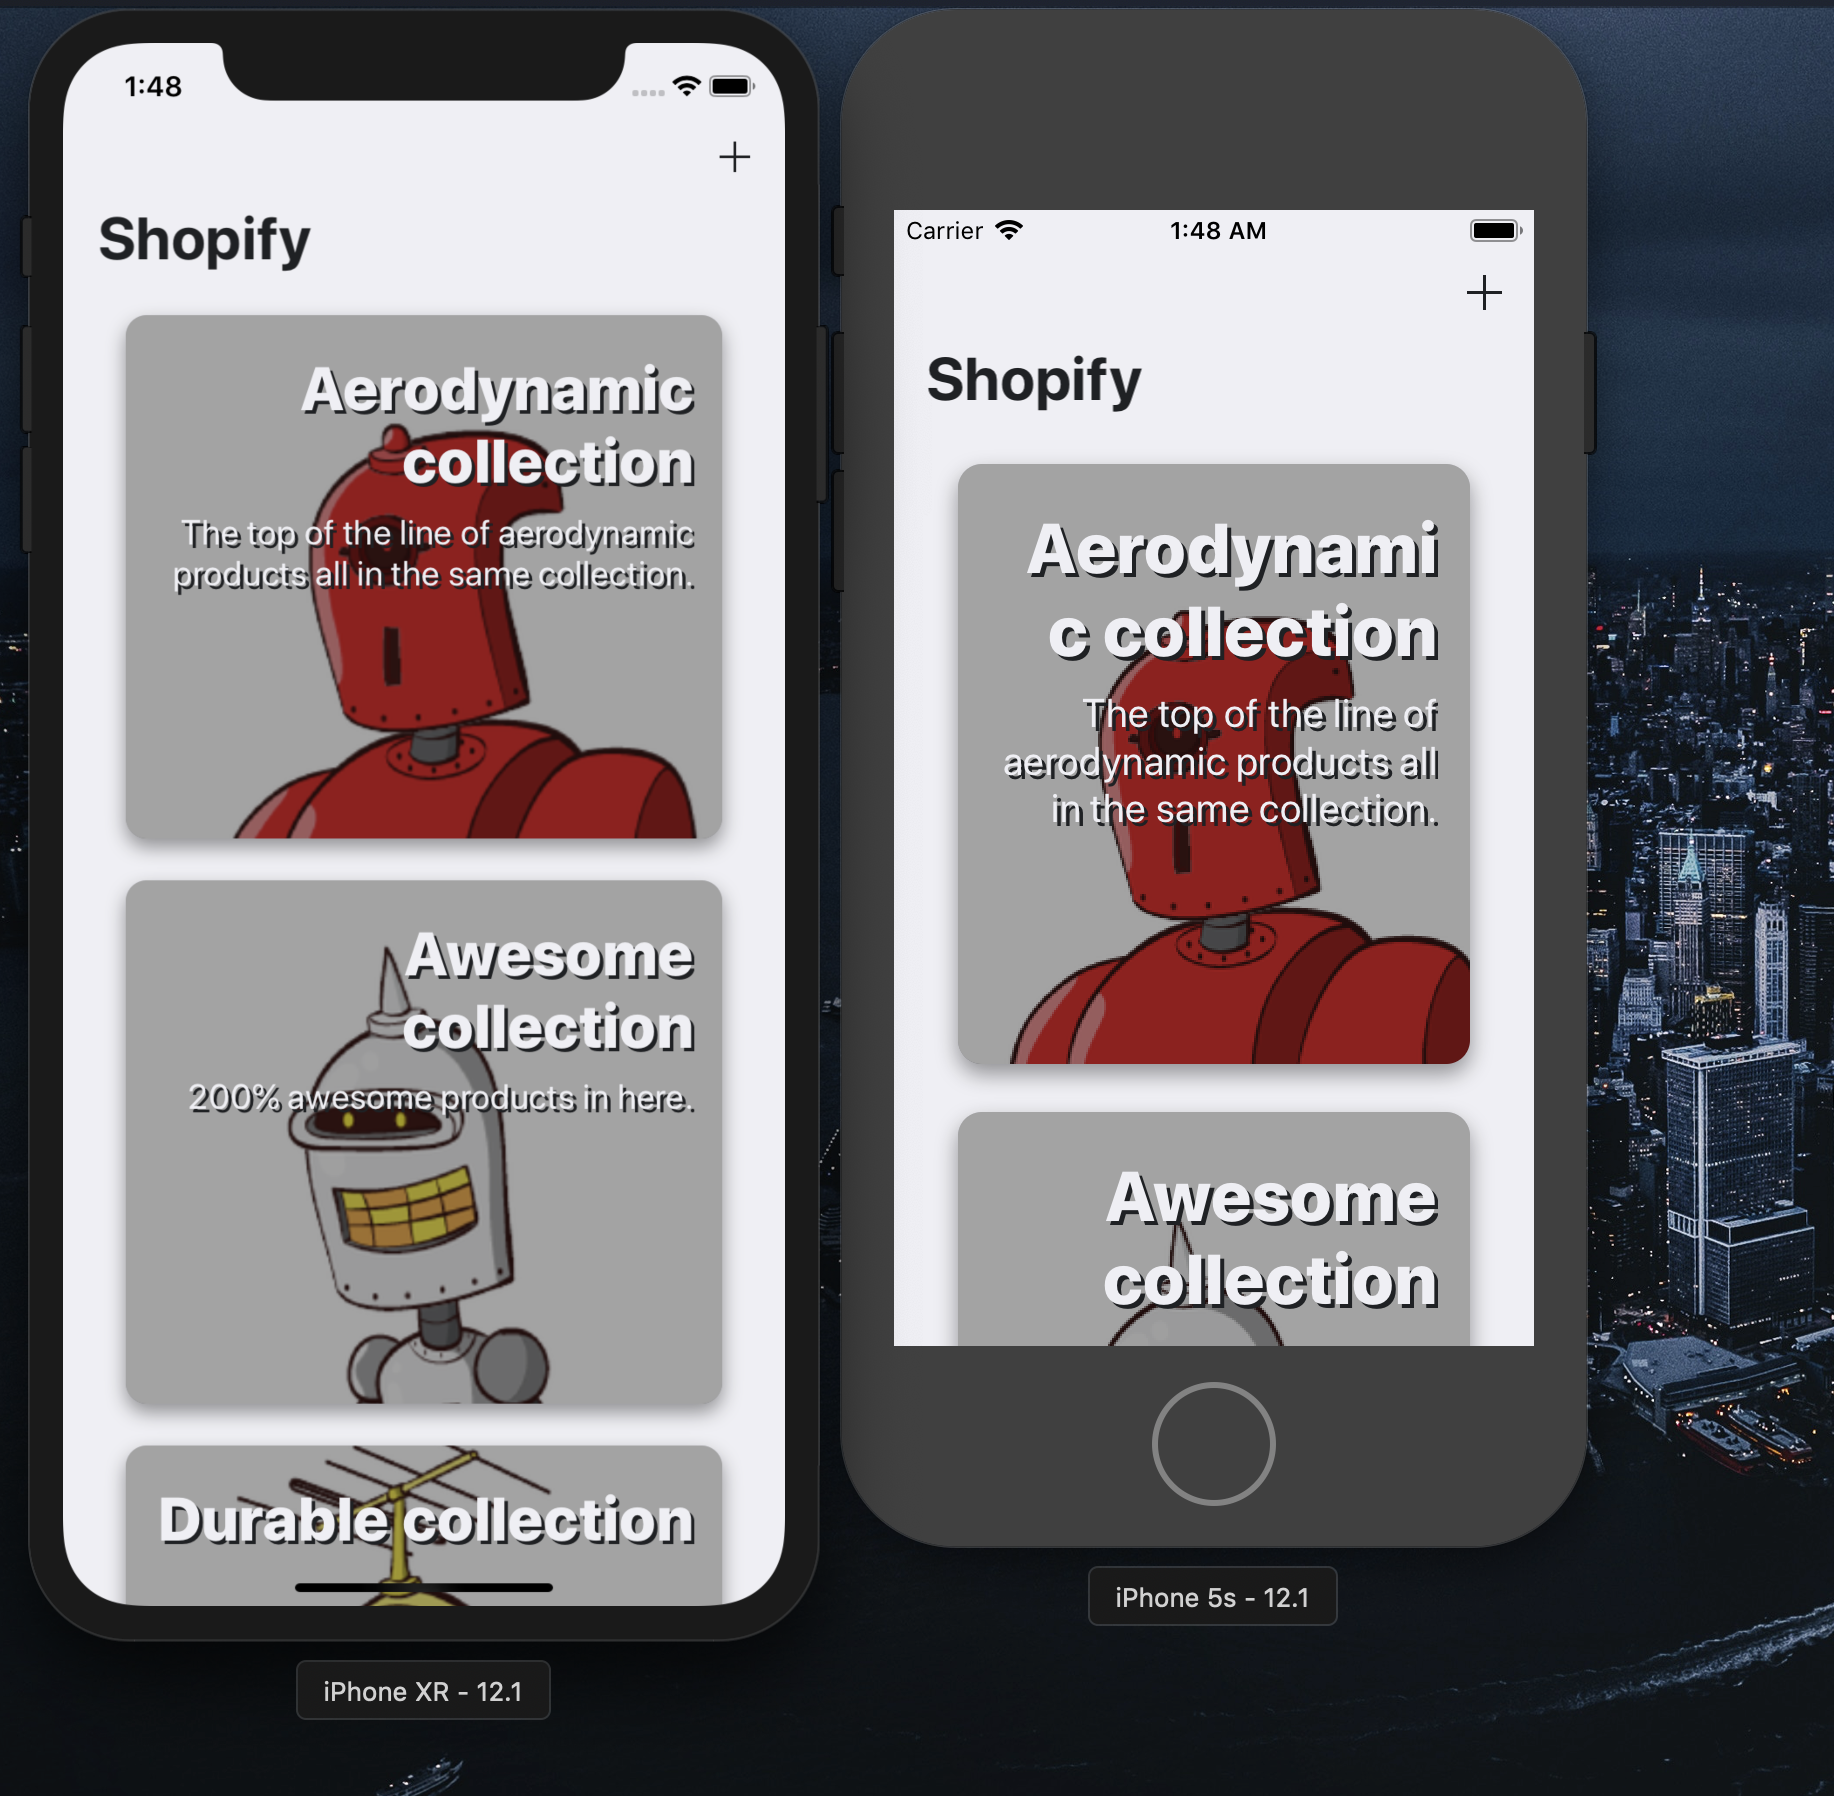 1:48
Shopify
Aerodynamic
collection
The top of the line of aerodynamic
products all in the same collection.
Awesome
collection
200% awesome products in here.
Durable collection
iPhone XR - 12.1
Carrier
1:48 AM
Shopify
Aerodynami
c collection
The top of the line of
aerodynamic products all
in the same collection.
Awesome
collection
iPhone 5s - 12.1